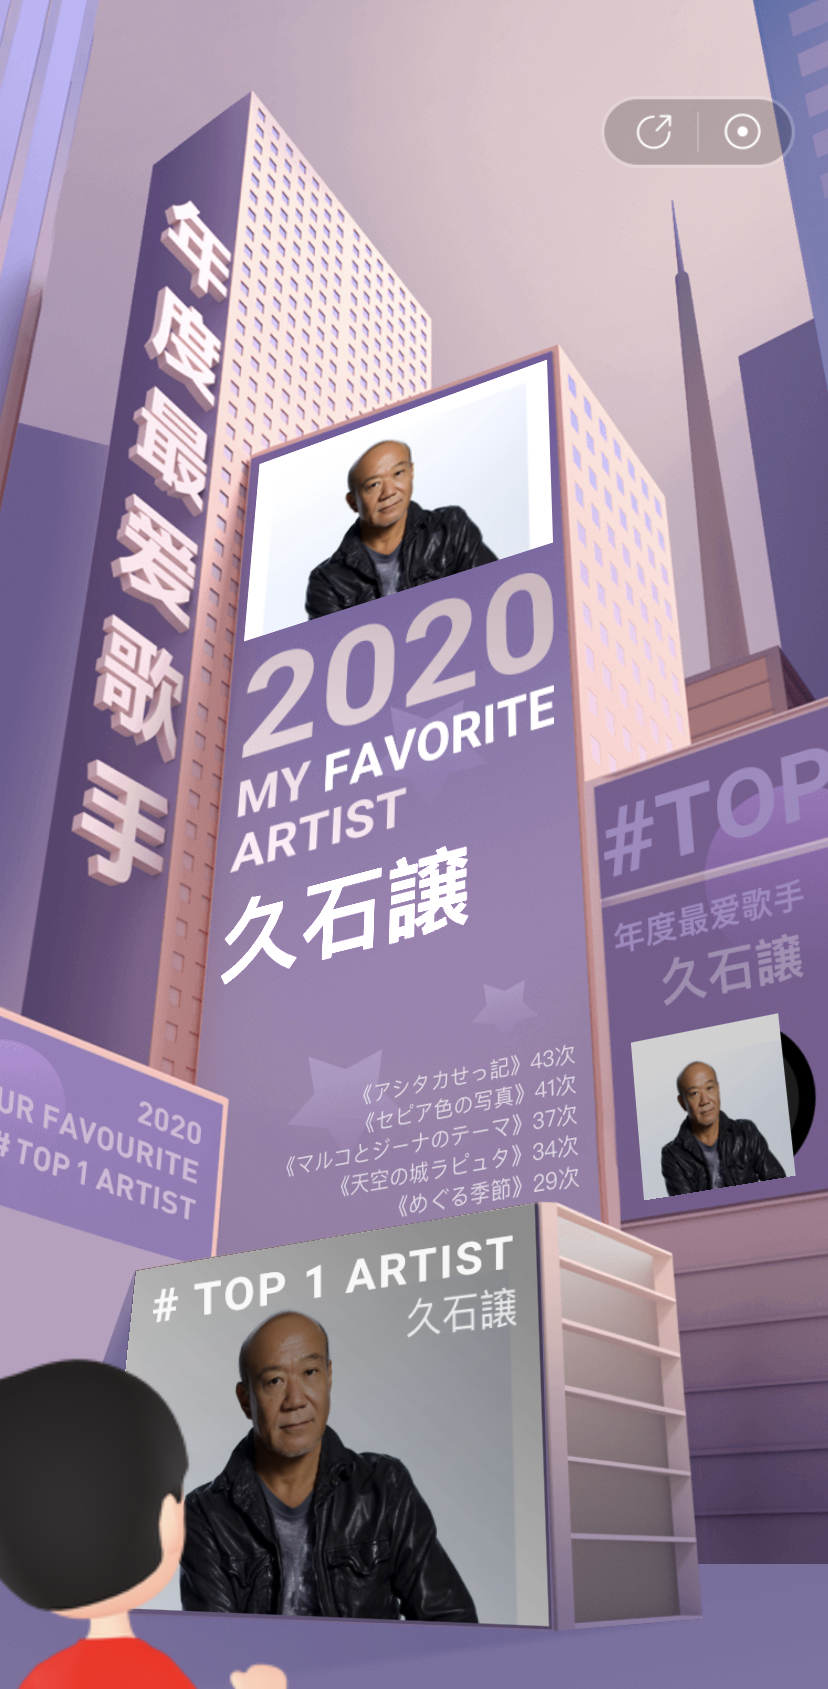 年度最爱歌手
2020
MY FAVORITE
ARTIST
久石譲
《アシタカせっ記》43次
《セピア色の写真》41次
《マルコとジーナのテーマ》37次
《天空の城ラピュタ》34次
《めぐる季節》29次
#TOP
年度最爱歌手
久石譲
2020
UR FAVOURITE
# TOP 1 ARTIST
# TOP 1 ARTIST
久石譲